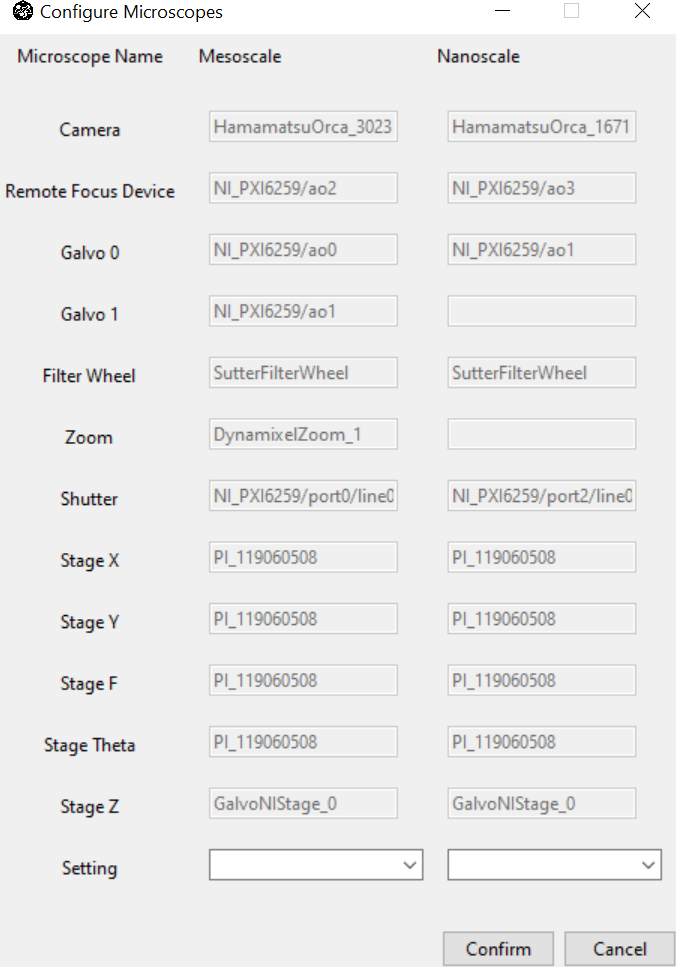 Configure Microscopes
Microscope Name Mesoscale Nanoscale
Camera HamamatsuOrca_3023 HamamatsuOrca_1671
Remote Focus Device NI_PXI6259/ao2 NI_PXI6259/ao3
Galvo 0 NI_PXI6259/ao0 NI_PXI6259/ao1
Galvo 1 NI_PXI6259/ao1
Filter Wheel SutterFilterWheel SutterFilterWheel
Zoom DynamixelZoom_1
Shutter NI_PXI6259/port0/line0 NI_PXI6259/port2/line0
Stage X PI_119060508 PI_119060508
Stage Y PI_119060508 PI_119060508
Stage F PI_119060508 PI_119060508
Stage Theta PI_119060508 PI_119060508
Stage Z GalvoNIStage_0 GalvoNIStage_0
Setting
Confirm Cancel